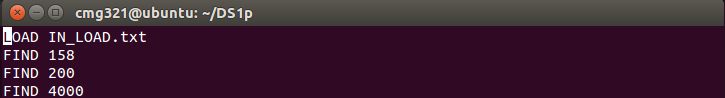 cmg321@ubuntu: ~/DS1p
LOAD IN_LOAD.txt
FIND 158
FIND 200
FIND 4000